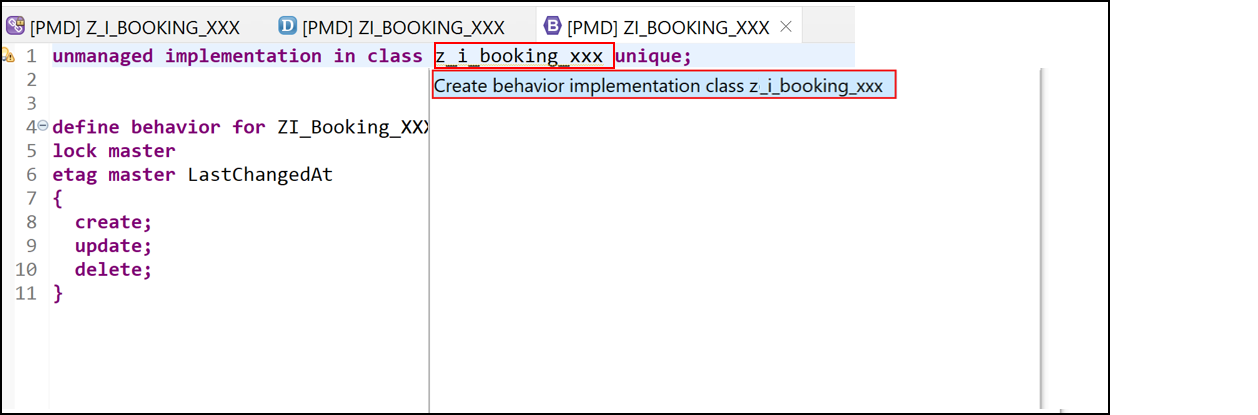 [PMD] Z_I_BOOKING_XXX D [PMD] ZI_BOOKING_XXX B [PMD] ZI_BOOKING_XXX
1 unmanaged implementation in class z_i_booking_xxx unique;
Create behavior implementation class z_i_booking_xxx
2
3
4 define behavior for ZI_Booking_XXX
5 lock master
6 etag master LastChangedAt
7 {
8 create;
9 update;
10 delete;
11 }